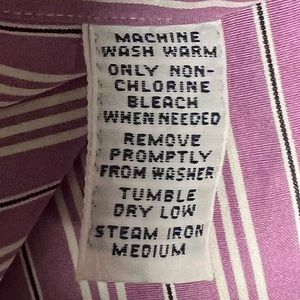 MACHINE
WASH WARM
ONLY NON-
CHLORINE
BLEACH
WHEN NEEDED
REMOVE
PROMPTLY
FROM WASHER
TUMBLE
DRY LOW
STEAM IRON
MEDIUM